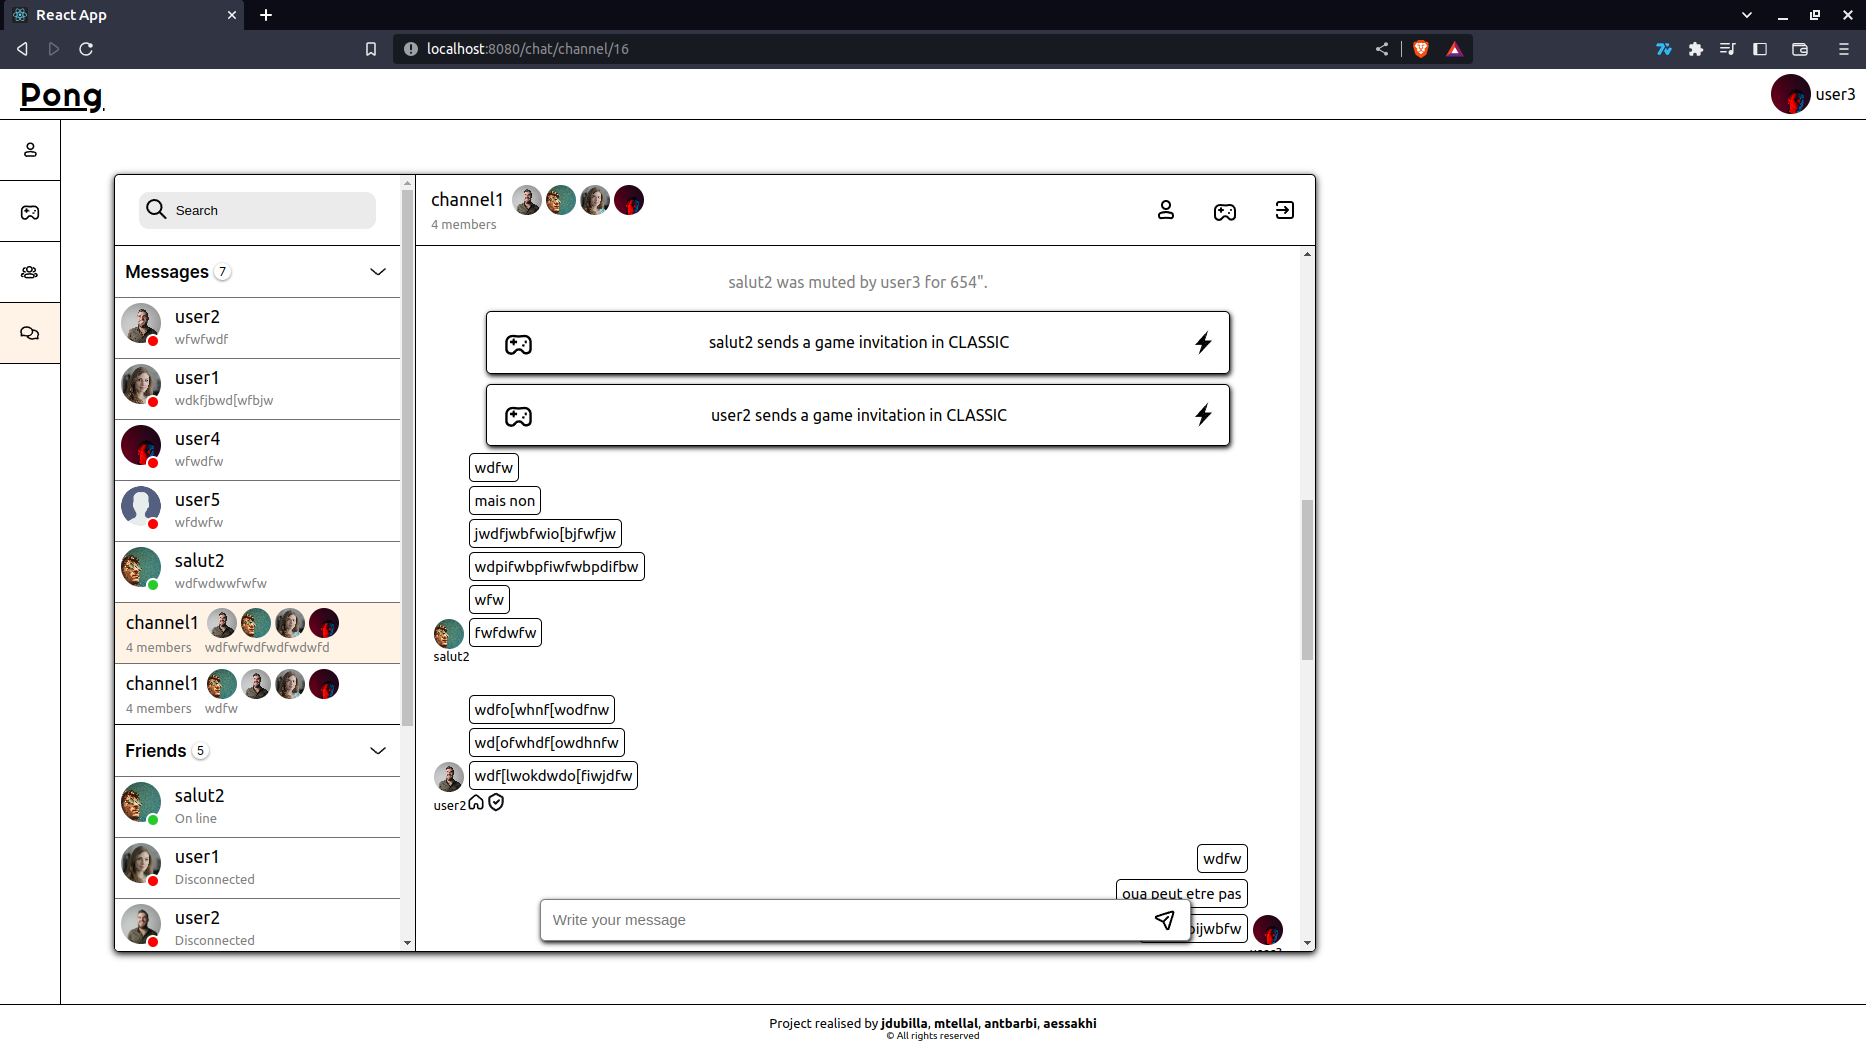 React App
localhost:8080/chat/channel/16
Pong
user3
Search
Messages 7
user2
wfwfwdf
user1
wdkfjbwd[wfbjw
user4
wfwdfw
user5
wfdwfw
salut2
wdfwdwwfwfw
channel1
4 members wdfwfwdfwdfwdwfd
channel1
4 members wdfw
Friends 5
salut2
On line
user1
Disconnected
user2
Disconnected
channel1
4 members
salut2 was muted by user3 for 654".
salut2 sends a game invitation in CLASSIC
user2 sends a game invitation in CLASSIC
wdfw
mais non
jwdfjwbfwio[bjfwfjw
wdpifwbpfiwfwbpdifbw
wfw
fwfdwfw
salut2
wdfo[whnf[wodfnw
wd[ofwhdf[owdhnfw
wdf[lwokdwdo[fiwjdfw
user2
wdfw
oua peut etre pas
Write your message
Project realised by jdubilla, mtellal, antbarbi, aessakhi
© All rights reserved